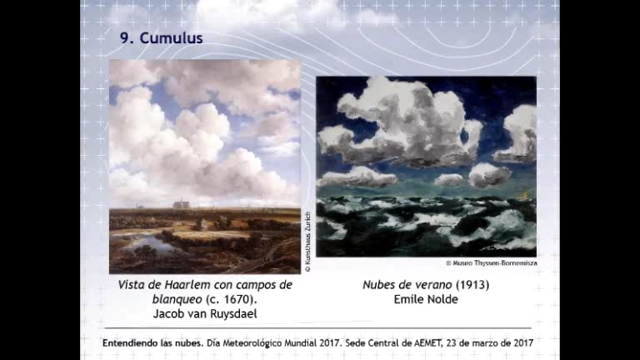 9. Cumulus
© Kunsthaus Zurich
© Museo Thyssen-Bornemisza
Vista de Haarlem con campos de
blanqueo (c. 1670).
Jacob van Ruysdael
Nubes de verano (1913)
Emile Nolde
Entendiendo las nubes. Día Meteorológico Mundial 2017. Sede Central de AEMET, 23 de marzo de 2017